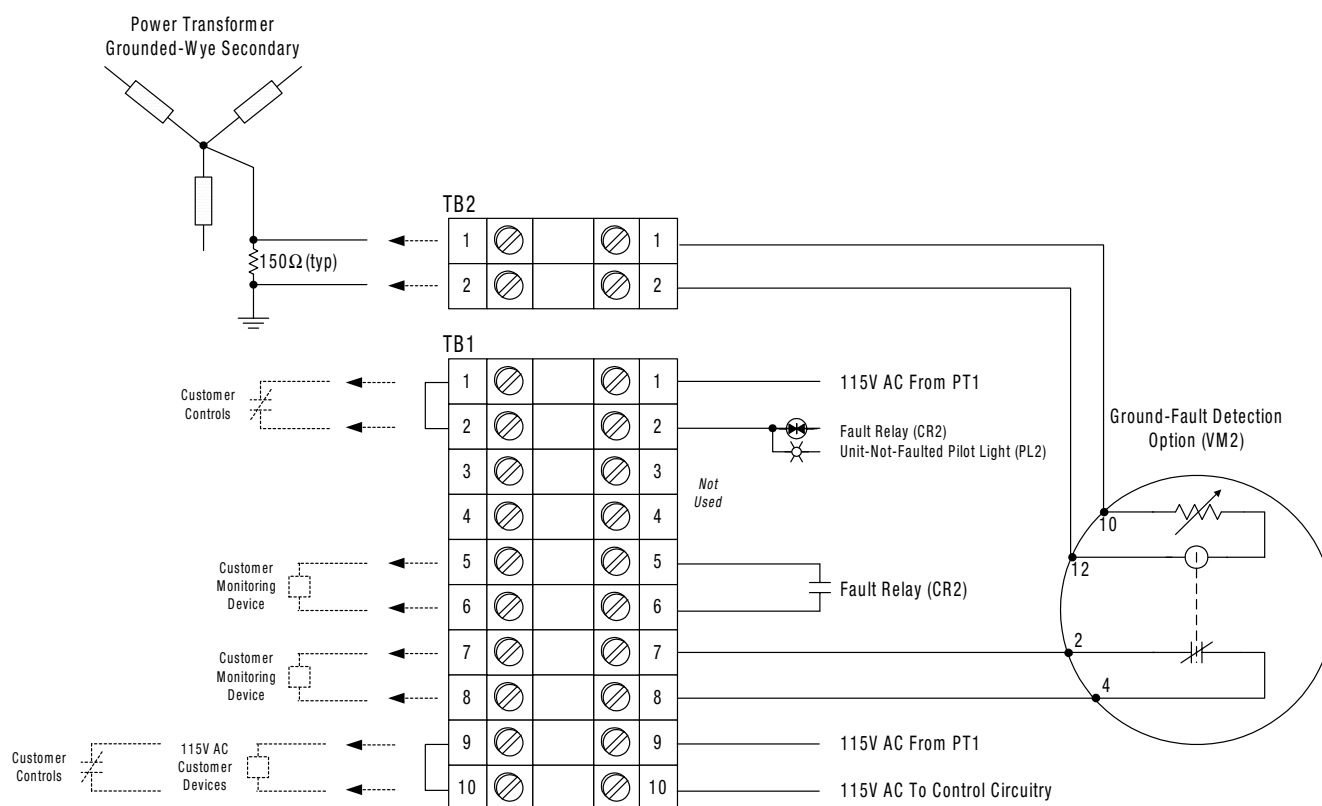 Power Transformer
Grounded-Wye Secondary
150Ω (typ)
TB2
1 1
2 2
TB1
1 1
2 2
3 3
4 4
5 5
6 6
7 7
8 8
9 9
10 10
Customer
Controls
Customer
Monitoring
Device
Customer
Monitoring
Device
Customer
Controls
115V AC
Customer
Devices
115V AC From PT1
Fault Relay (CR2)
Unit-Not-Faulted Pilot Light (PL2)
Not
Used
Fault Relay (CR2)
115V AC From PT1
115V AC To Control Circuitry
Ground-Fault Detection
Option (VM2)
10
12
2
4